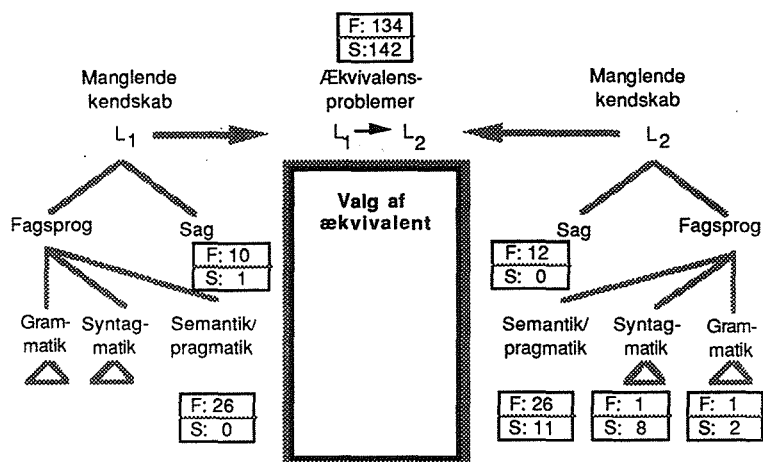 F: 134
S:142
Manglende
kendskab
L1
Ækvivalens-
problemer
L1 → L2
Manglende
kendskab
L2
Valg af
ækvivalent
Fagsprog
Sag
F: 10
S: 1
Sag
Fagsprog
F: 12
S: 0
Gram-
matik
Syntag-
matik
Semantik/
pragmatik
F: 26
S: 0
Semantik/
pragmatik
Syntag-
matik
Gram-
matik
F: 26
S: 11
F: 1
S: 8
F: 1
S: 2